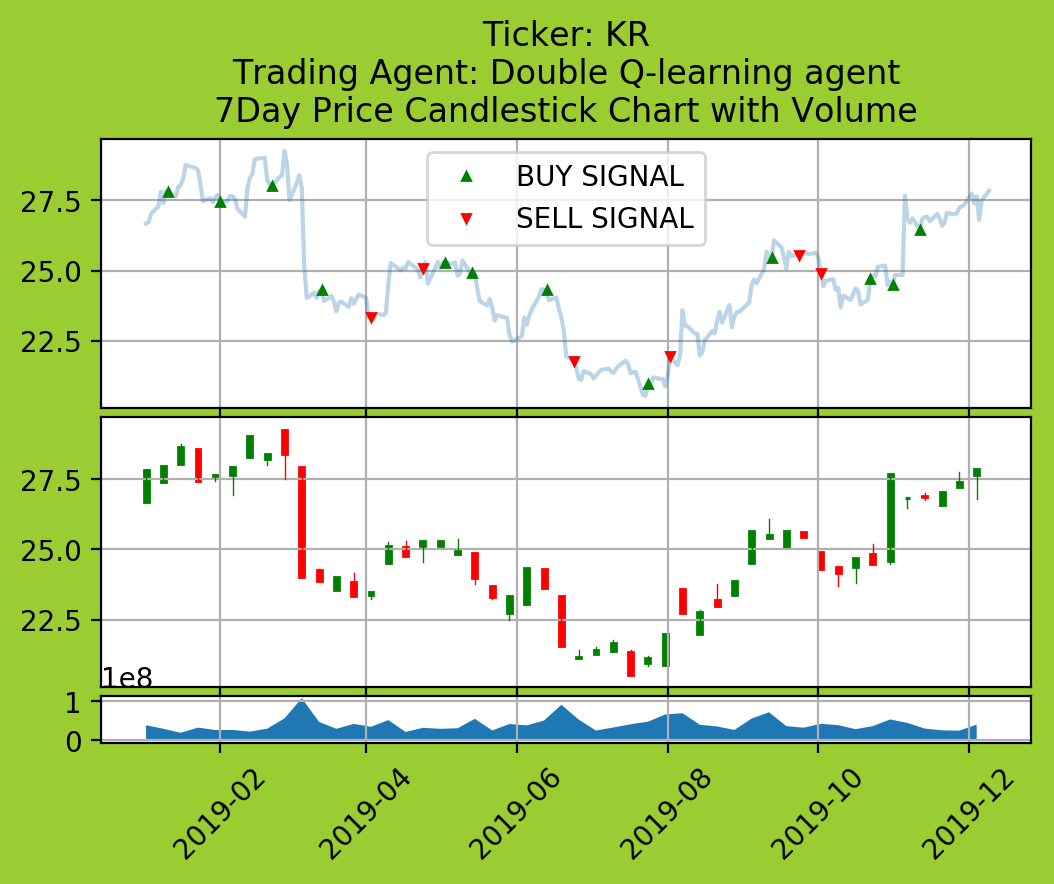 Ticker: KR
Trading Agent: Double Q-learning agent
7Day Price Candlestick Chart with Volume
BUY SIGNAL
SELL SIGNAL
27.5
25.0
22.5
27.5
25.0
22.5
1e8
1
0
2019-02
2019-04
2019-06
2019-08
2019-10
2019-12